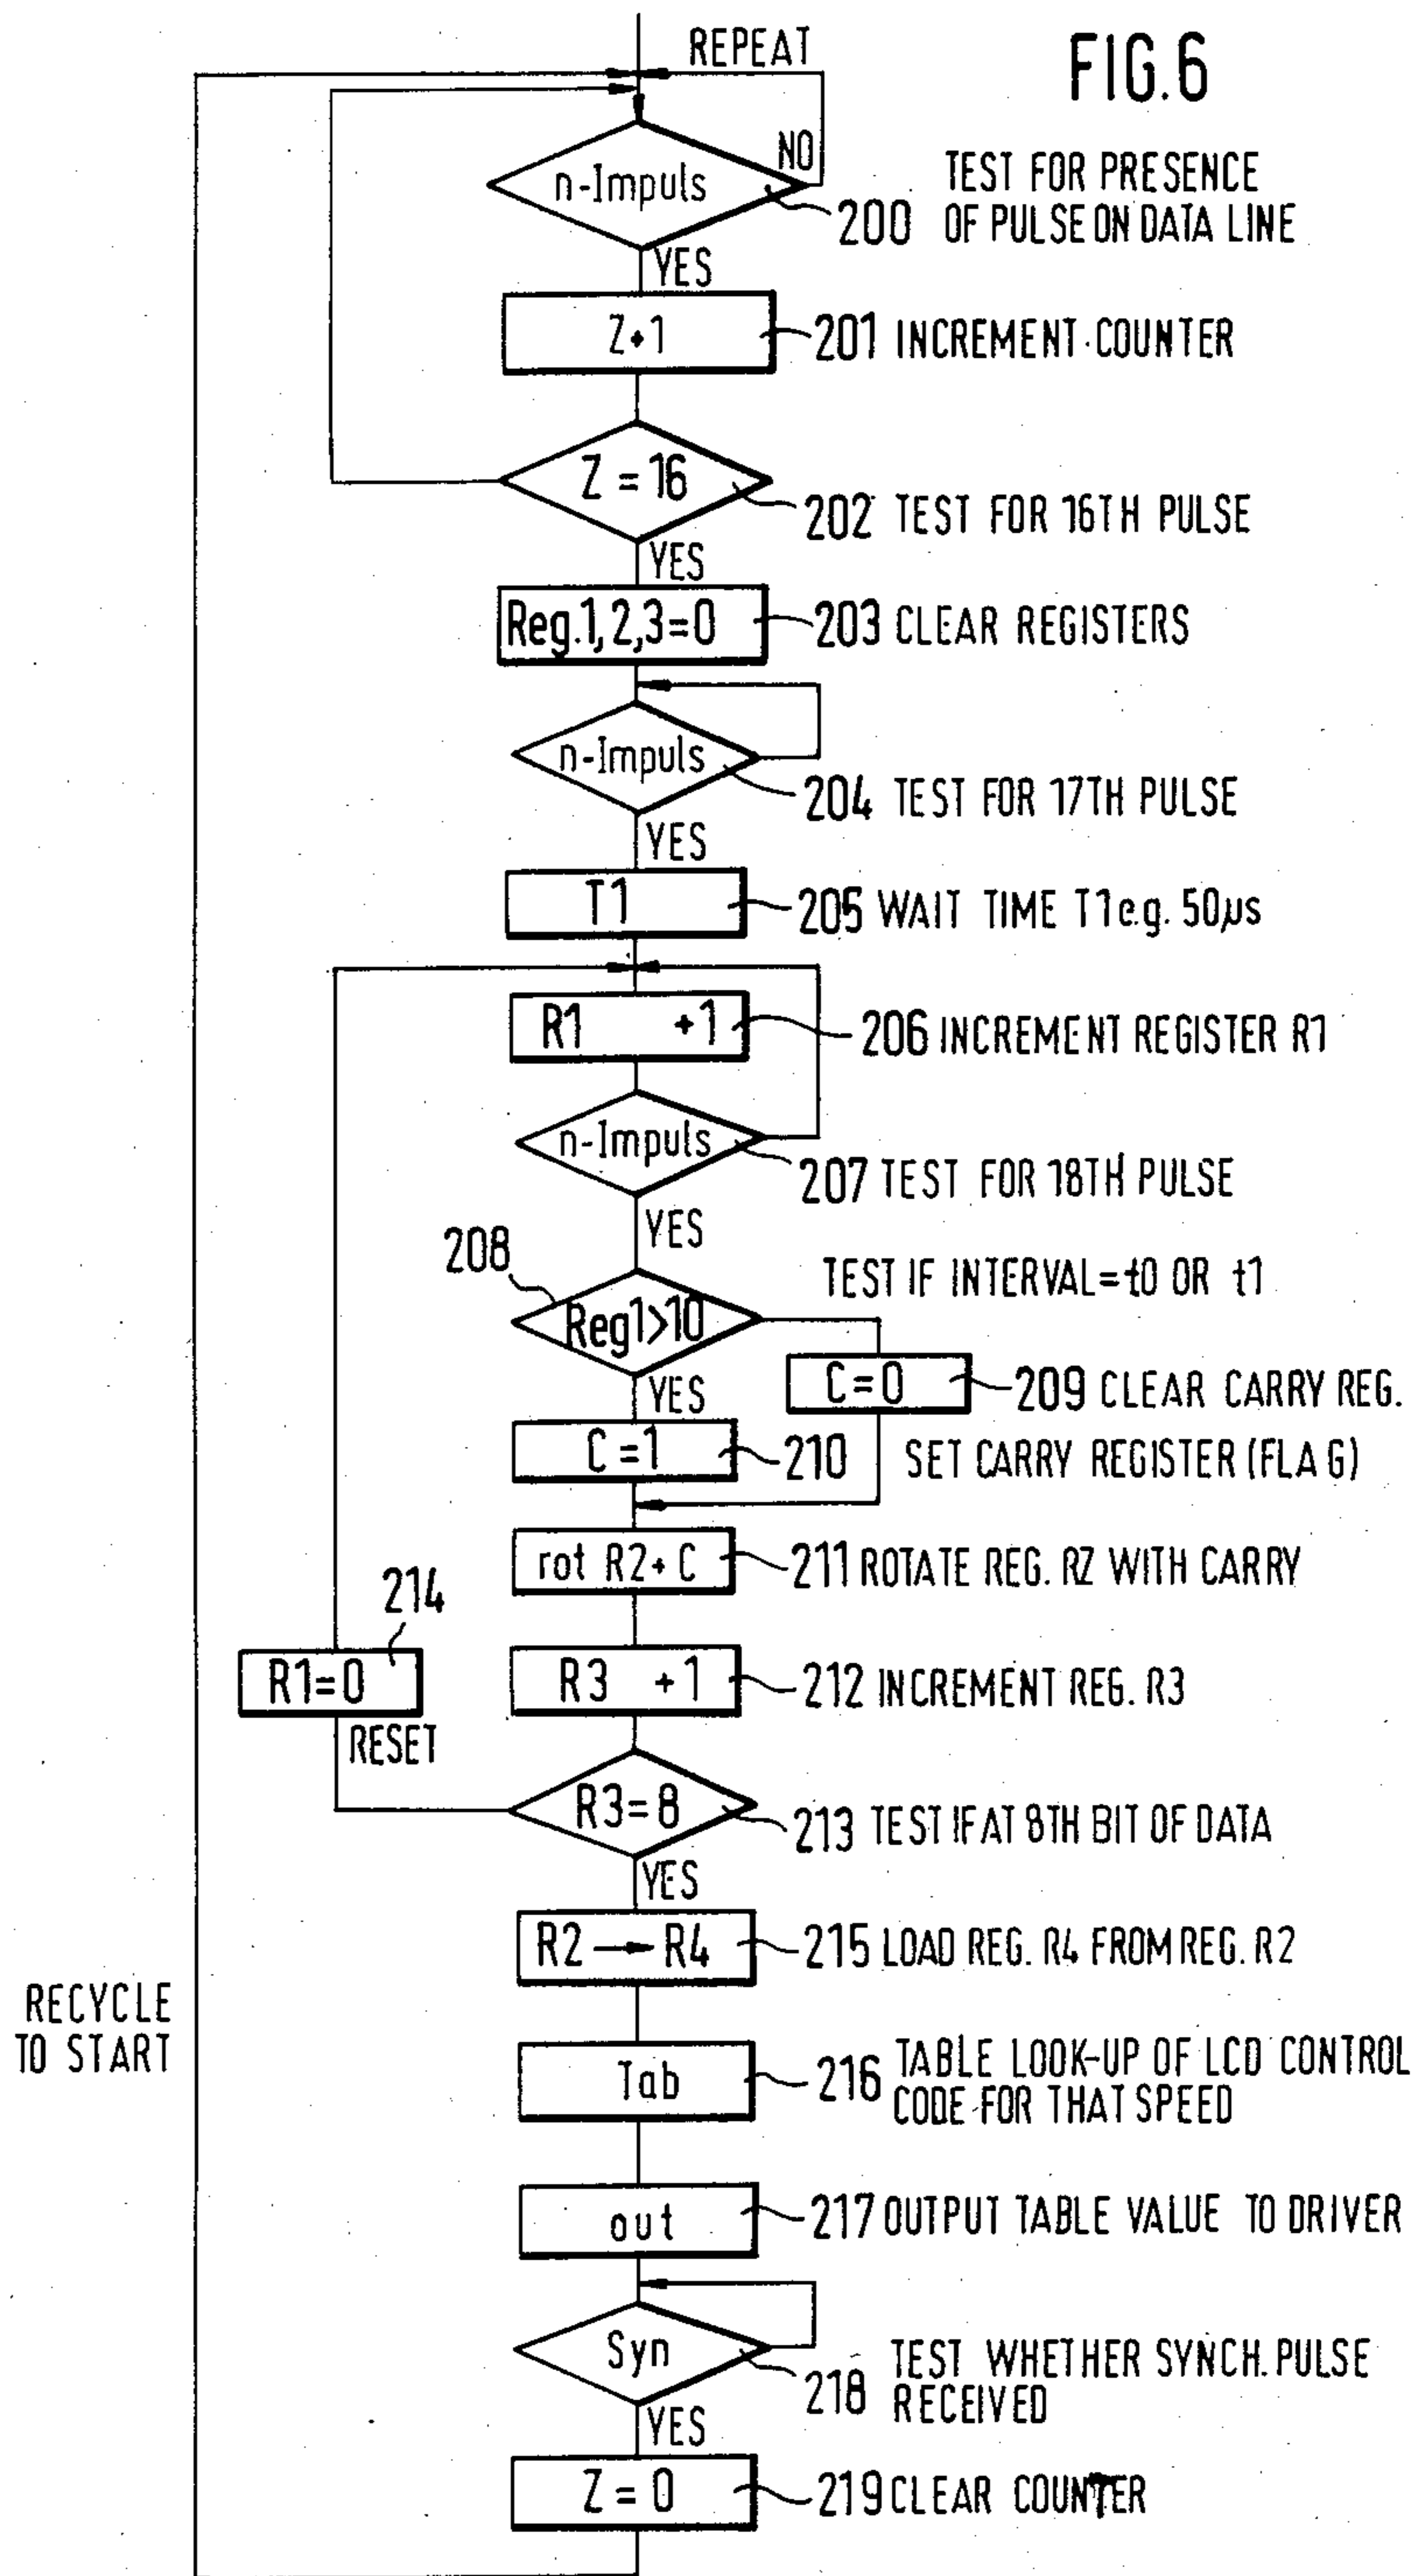 REPEAT
FIG.6
NO
n-Impuls
200 TEST FOR PRESENCE
OF PULSE ON DATA LINE
YES
Z+1
201 INCREMENT COUNTER
Z = 16
202 TEST FOR 16TH PULSE
YES
Reg.1,2,3=0
203 CLEAR REGISTERS
n-Impuls
204 TEST FOR 17TH PULSE
YES
T1
205 WAIT TIME T1 e.g. 50µs
R1 +1
206 INCREMENT REGISTER R1
n-Impuls
207 TEST FOR 18TH PULSE
YES
208
TEST IF INTERVAL=t0 OR t1
Reg1>10
YES
C=0
209 CLEAR CARRY REG.
C=1
210 SET CARRY REGISTER (FLAG)
rot R2+C
211 ROTATE REG. RZ WITH CARRY
214
R1=0
RESET
R3 +1
212 INCREMENT REG. R3
R3=8
213 TEST IF AT 8TH BIT OF DATA
YES
R2 → R4
215 LOAD REG. R4 FROM REG. R2
RECYCLE
TO START
Tab
216 TABLE LOOK-UP OF LCD CONTROL
CODE FOR THAT SPEED
out
217 OUTPUT TABLE VALUE TO DRIVER
Syn
218 TEST WHETHER SYNCH. PULSE
RECEIVED
YES
Z = 0
219 CLEAR COUNTER